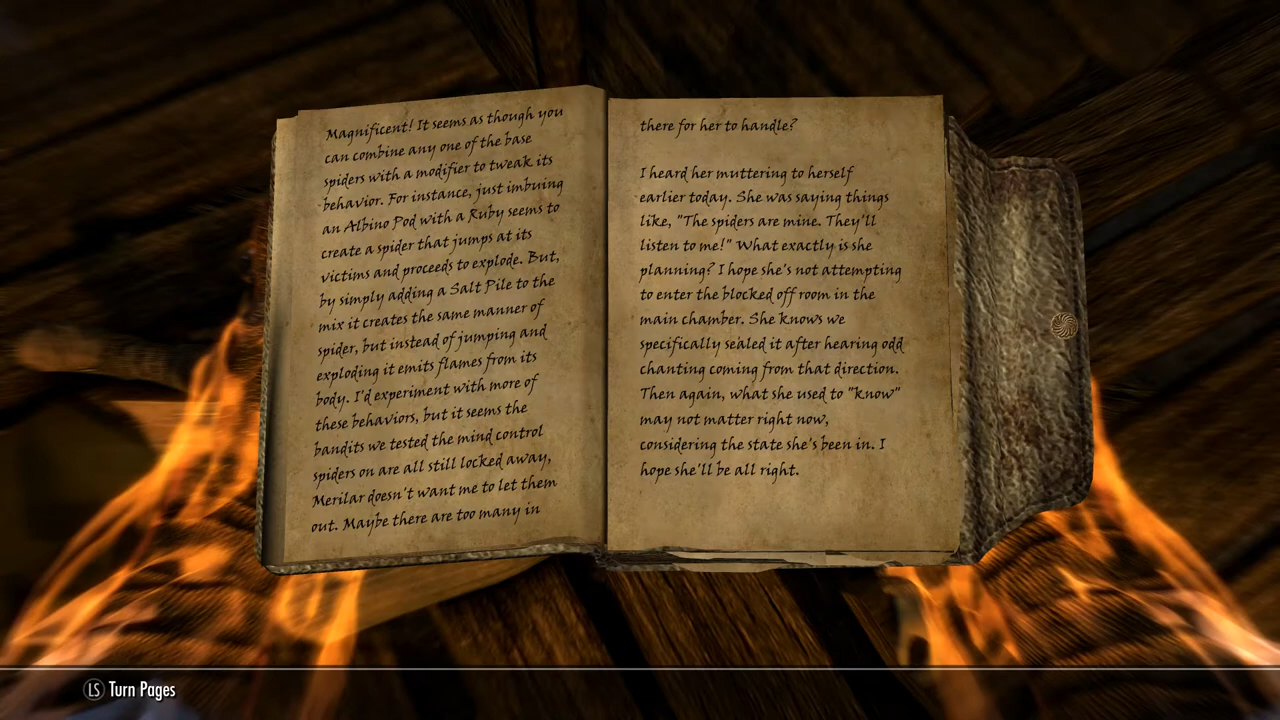 Magnificent! It seems as though you
can combine any one of the base
spiders with a modifier to tweak its
behavior. For instance, just imbuing
an Albino Pod with a Ruby seems to
create a spider that jumps at its
victims and proceeds to explode. But,
by simply adding a Salt Pile to the
mix it creates the same manner of
spider, but instead of jumping and
exploding it emits flames from its
body. I'd experiment with more of
these behaviors, but it seems the
bandits we tested the mind control
spiders on are all still locked away,
Merilar doesn't want me to let them
out. Maybe there are too many in
there for her to handle?
I heard her muttering to herself
earlier today. She was saying things
like, "The spiders are mine. They'll
listen to me!" What exactly is she
planning? I hope she's not attempting
to enter the blocked off room in the
main chamber. She knows we
specifically sealed it after hearing odd
chanting coming from that direction.
Then again, what she used to "know"
may not matter right now,
considering the state she's been in. I
hope she'll be all right.
LS Turn Pages